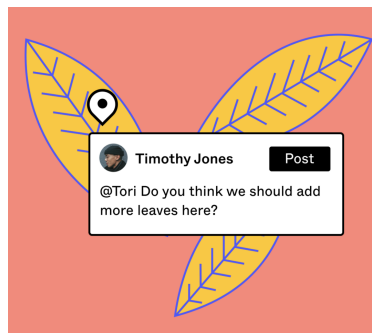 Timothy Jones
Post
@Tori Do you think we should add
more leaves here?